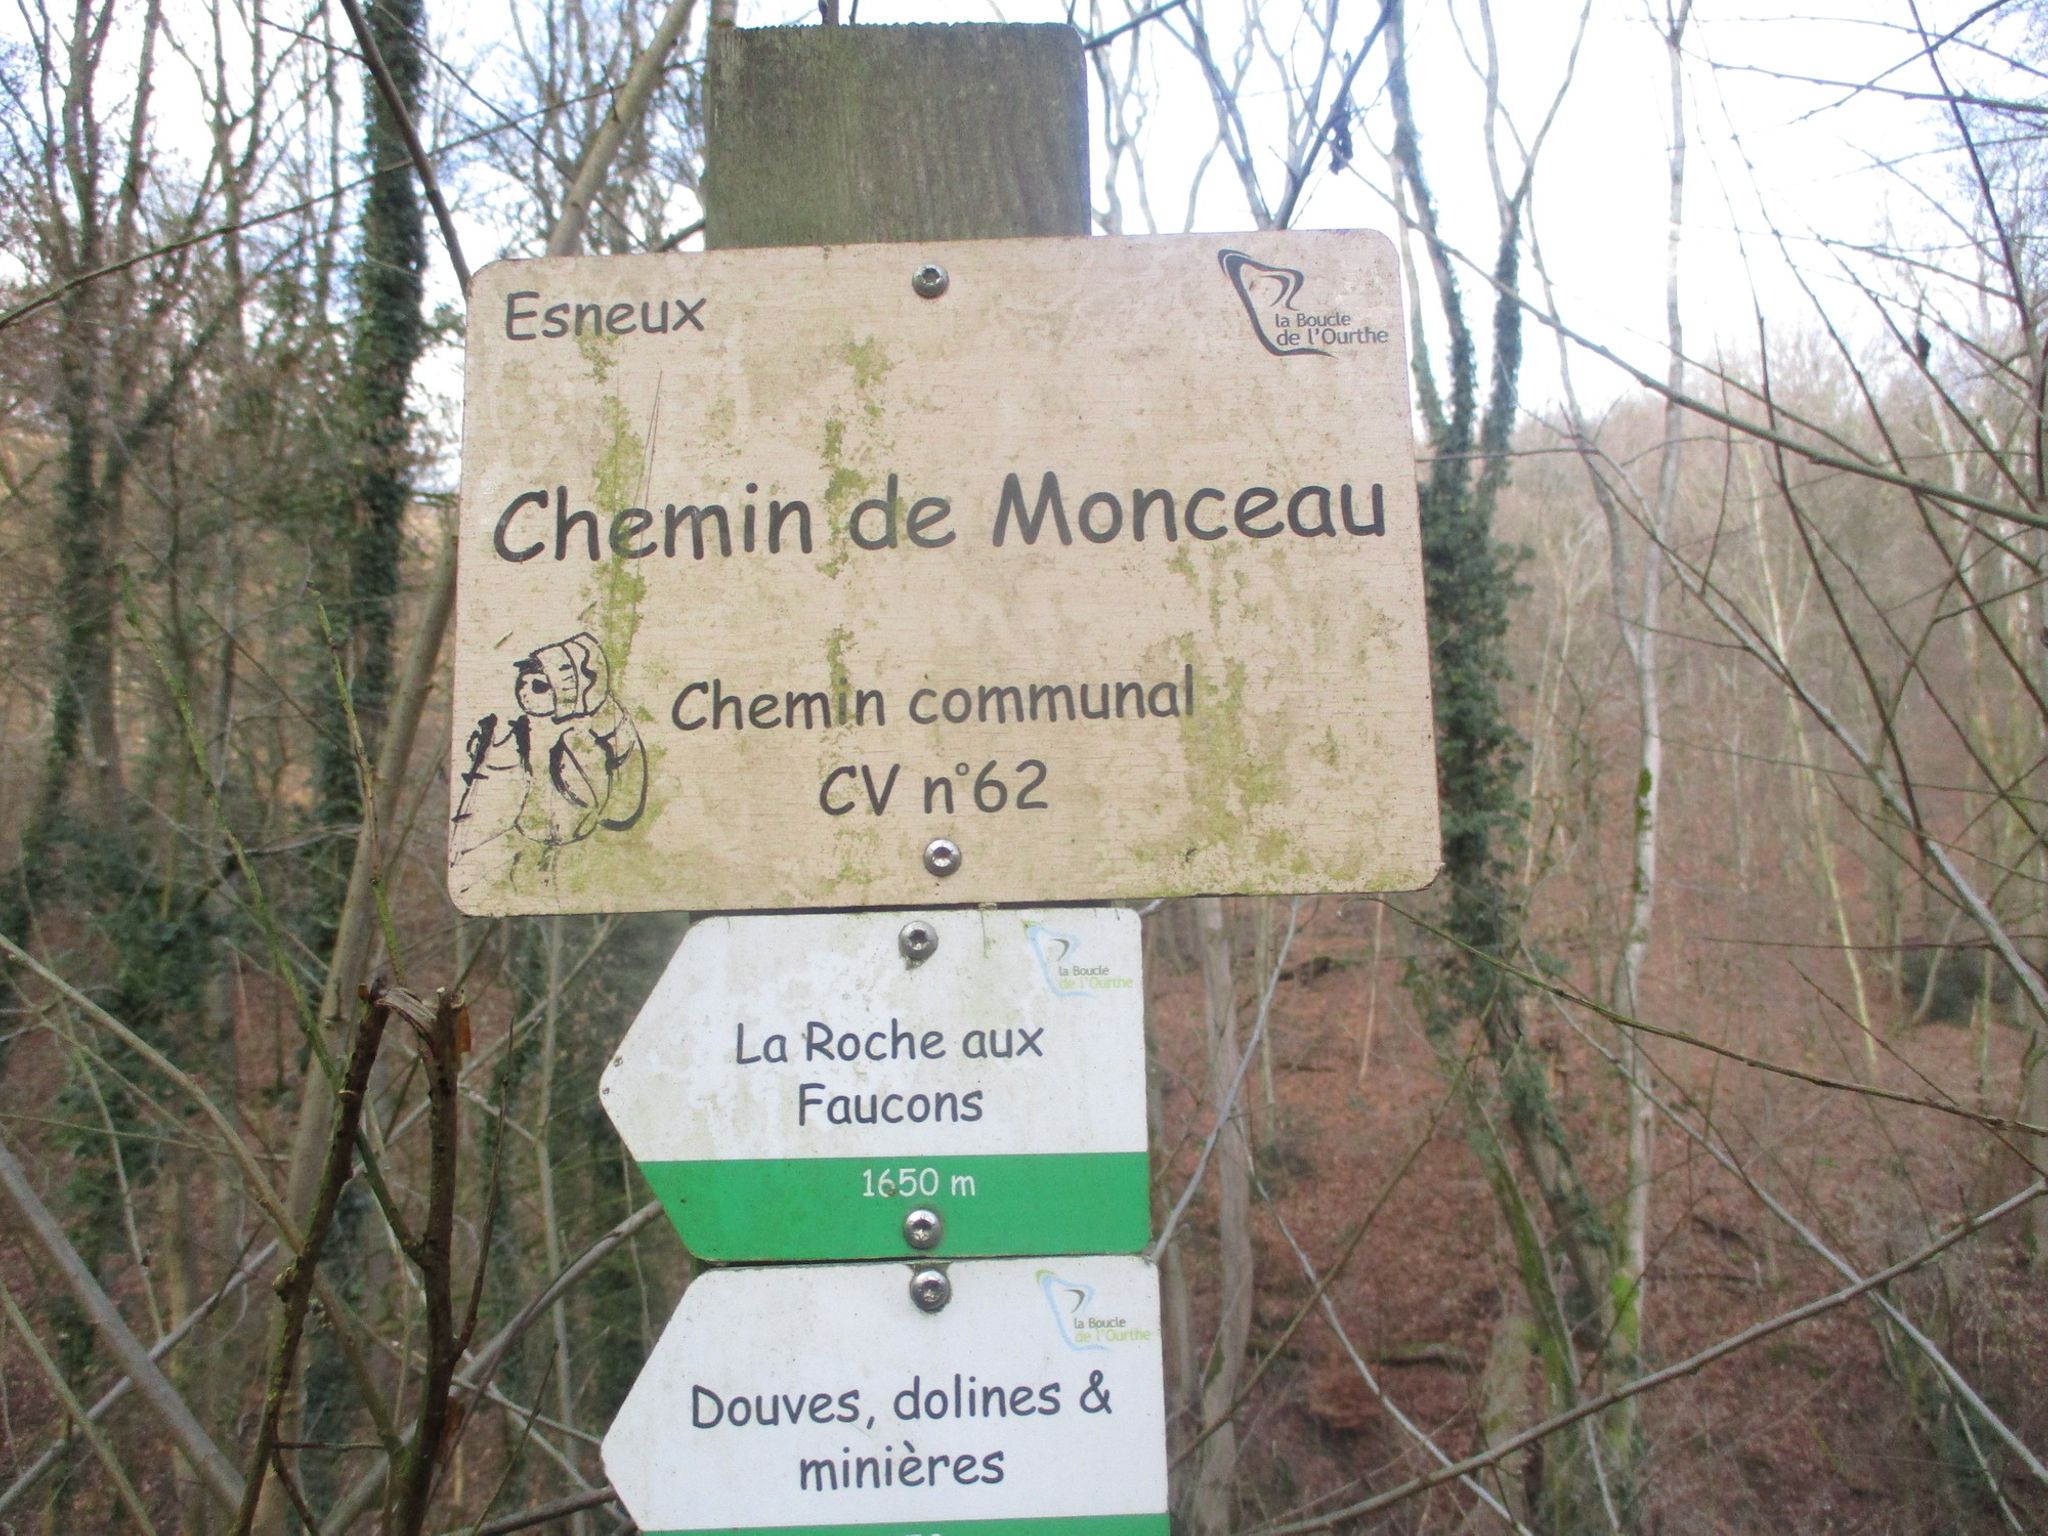 Esneux
la Boucle
de l'Ourthe
Chemin de Monceau
Chemin communal
CV n°62
la Boucle
de l'Ourthe
La Roche aux
Faucons
1650 m
la Boucle
de l'Ourthe
Douves, dolines &
minières